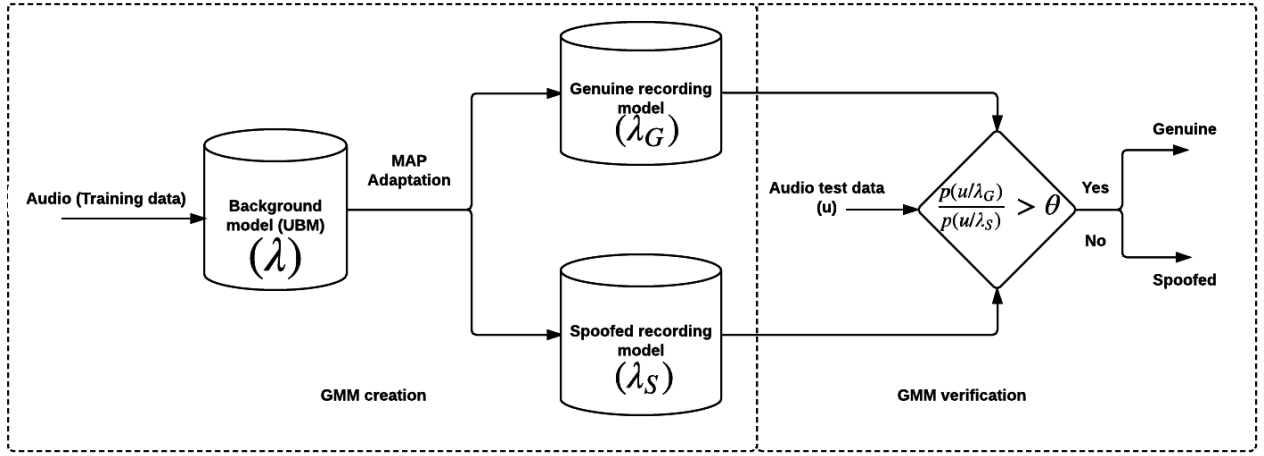 Audio (Training data)
Background
model (UBM)
(λ)
MAP
Adaptation
Genuine recording
model
(λ_G)
Spoofed recording
model
(λ_S)
GMM creation
Audio test data
(u)
p(u/λ_G)
p(u/λ_S)
> θ
Yes
No
Genuine
Spoofed
GMM verification